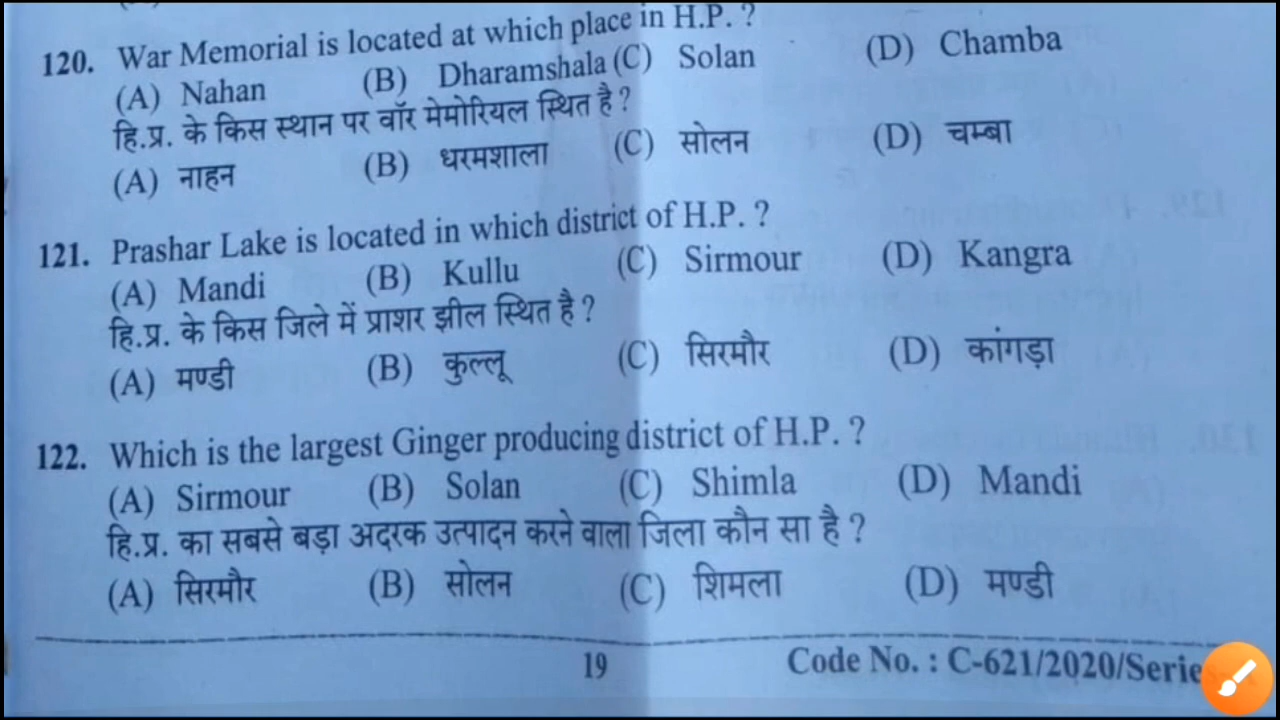 120. War Memorial is located at which place in H.P. ?
(A) Nahan (B) Dharamshala (C) Solan (D) Chamba
हि.प्र. के किस स्थान पर वॉर मेमोरियल स्थित है ?
(A) नाहन (B) धरमशाला (C) सोलन (D) चम्बा
121. Prashar Lake is located in which district of H.P. ?
(A) Mandi (B) Kullu (C) Sirmour (D) Kangra
हि.प्र. के किस जिले में प्राशर झील स्थित है ?
(A) मण्डी (B) कुल्लू (C) सिरमौर (D) कांगड़ा
122. Which is the largest Ginger producing district of H.P. ?
(A) Sirmour (B) Solan (C) Shimla (D) Mandi
हि.प्र. का सबसे बड़ा अदरक उत्पादन करने वाला जिला कौन सा है ?
(A) सिरमौर (B) सोलन (C) शिमला (D) मण्डी
19 Code No. : C-621/2020/Serie